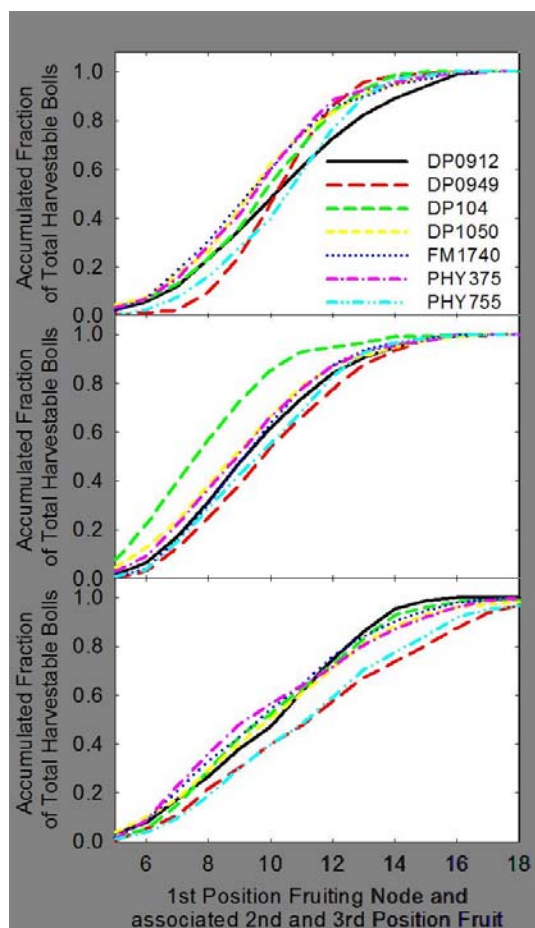 Accumulated Fraction
of Total Harvestable Bolls
1.0
0.8
0.6
0.4
0.2
DP0912
DP0949
DP104
DP1050
FM1740
PHY375
PHY755
Accumulated Fraction
of Total Harvestable Bolls
1.0
0.8
0.6
0.4
0.2
0.0
Accumulated Fraction
of Total Harvestable Bolls
1.0
0.8
0.6
0.4
0.2
0.0
6 8 10 12 14 16 18
1st Position Fruiting Node and
associated 2nd and 3rd Position Fruit